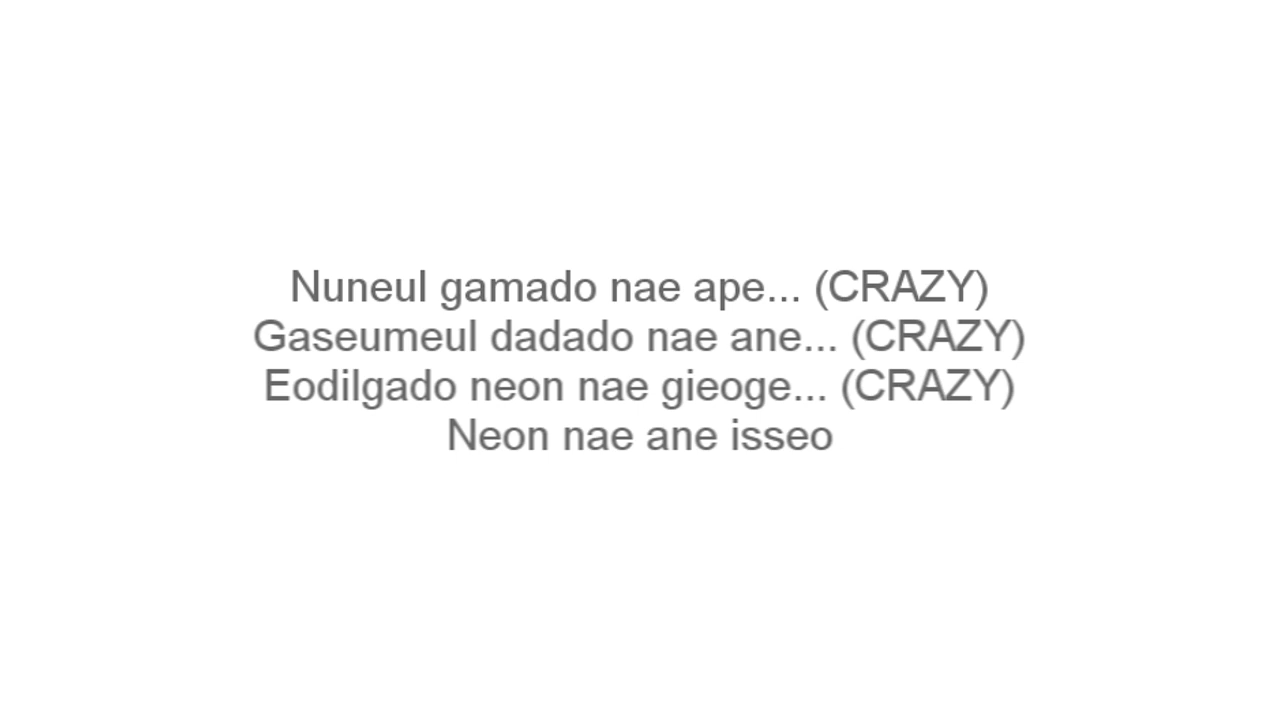 Nuneul gamado nae ape... (CRAZY)
Gaseumeul dadado nae ane... (CRAZY)
Eodilgado neon nae gieoge... (CRAZY)
Neon nae ane isseo